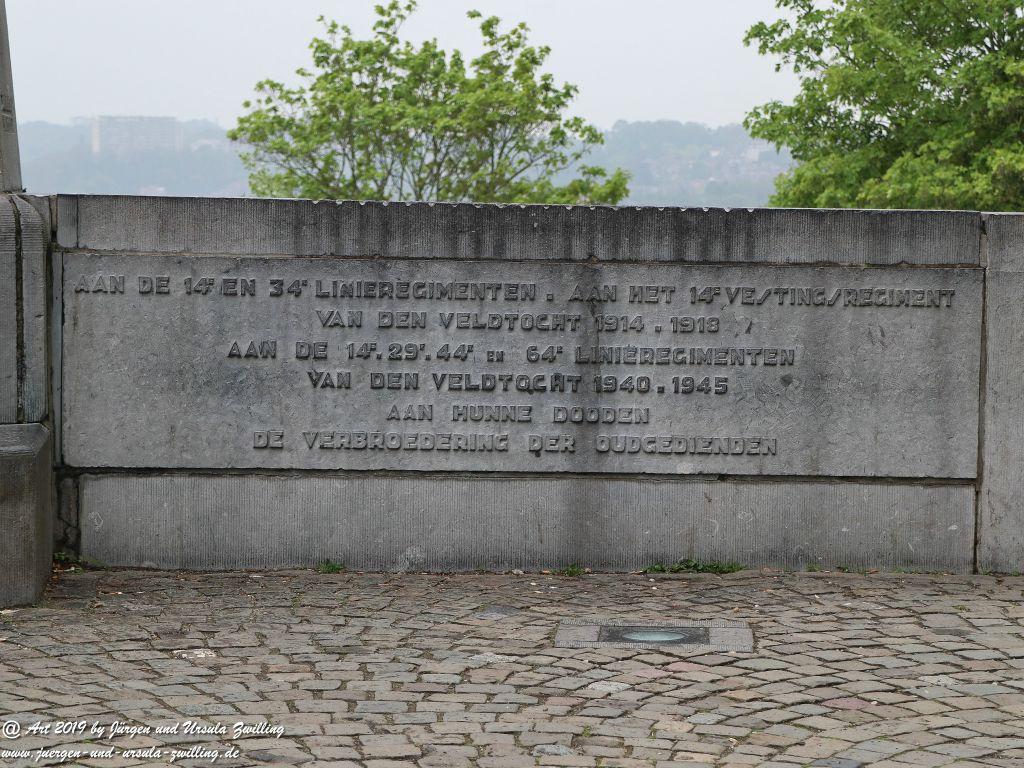 AAN DE 14ᴱ EN 34ᴱ LINIEREGIMENTEN . AAN HET 14ᴱ VESTINGSREGIMENT
VAN DEN VELDTOCHT 1914 . 1918
AAN DE 14ᴱ. 29ᴱ. 44ᴱ EN 64ᴱ LINIEREGIMENTEN
VAN DEN VELDTOCHT 1940 . 1945
AAN HUNNE DOODEN
DE VERBROEDERING DER OUDGEDIENDEN
@ Art 2019 by Jürgen und Ursula Zwilling
www.juergen-und-ursula-zwilling.de